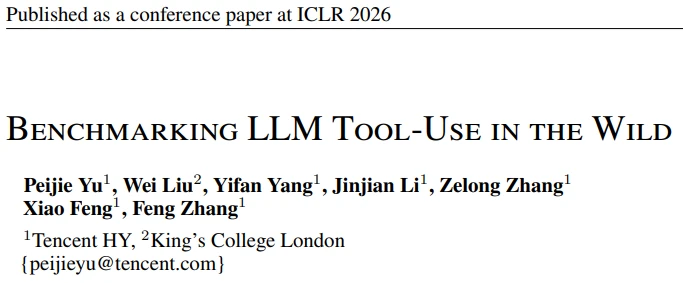 Published as a conference paper at ICLR 2026
BENCHMARKING LLM TOOL-USE IN THE WILD
Peijie Yu¹, Wei Liu², Yifan Yang¹, Jinjian Li¹, Zelong Zhang¹
Xiao Feng¹, Feng Zhang¹
¹Tencent HY, ²King's College London
{peijieyu@tencent.com}